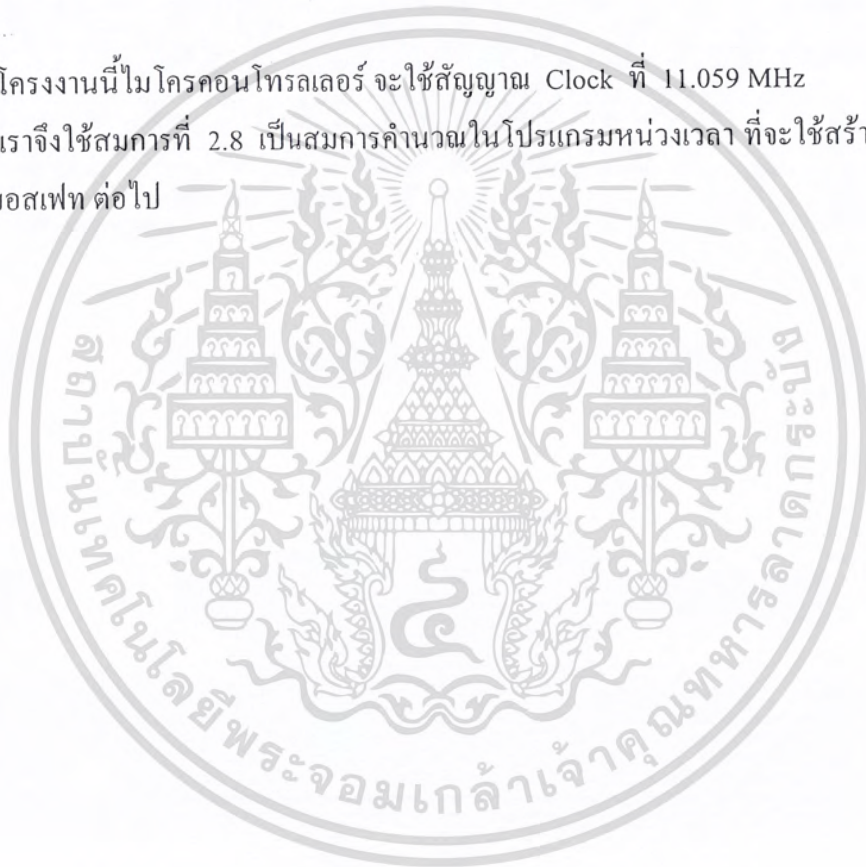 โครงงานนี้ไมโครคอนโทรลเลอร์ จะใช้สัญญาณ Clock ที่ 11.059 MHz
เราจึงใช้สมการที่ 2.8 เป็นสมการคำนวณในโปรแกรมหน่วงเวลา ที่จะใช้สร้า
มอสเฟท ต่อไป
สถาบันเทคโนโลยีพระจอมเกล้าเจ้าคุณทหารลาดกระบัง